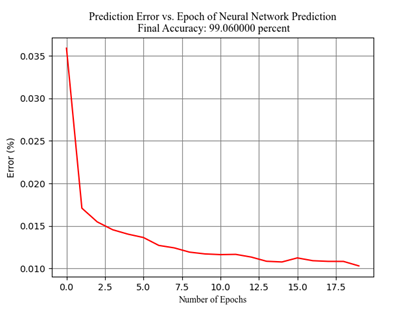 Prediction Error vs. Epoch of Neural Network Prediction
Final Accuracy: 99.060000 percent
0.035
0.030
0.025
0.020
0.015
0.010
Error (%)
0.0 2.5 5.0 7.5 10.0 12.5 15.0 17.5
Number of Epochs